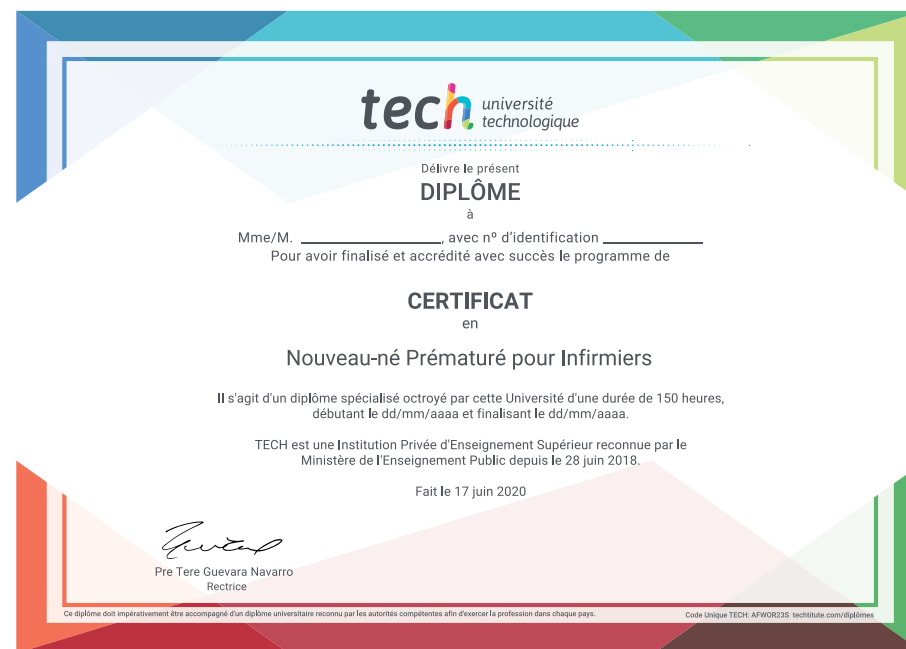 tech université
technologique
Délivre le présent
DIPLÔME
à
Mme/M. ____________________, avec nº d'identification ______________
Pour avoir finalisé et accrédité avec succès le programme de
CERTIFICAT
en
Nouveau-né Prématuré pour Infirmiers
Il s'agit d'un diplôme spécialisé octroyé par cette Université d'une durée de 150 heures,
débutant le dd/mm/aaaa et finalisant le dd/mm/aaaa.
TECH est une Institution Privée d'Enseignement Supérieur reconnue par le
Ministère de l'Enseignement Public depuis le 28 juin 2018.
Fait le 17 juin 2020
Pre Tere Guevara Navarro
Rectrice
Ce diplôme doit impérativement être accompagné d'un diplôme universitaire reconnu par les autorités compétentes afin d'exercer la profession dans chaque pays.
Code Unique TECH: AFWOR23S techtitute.com/diplômes